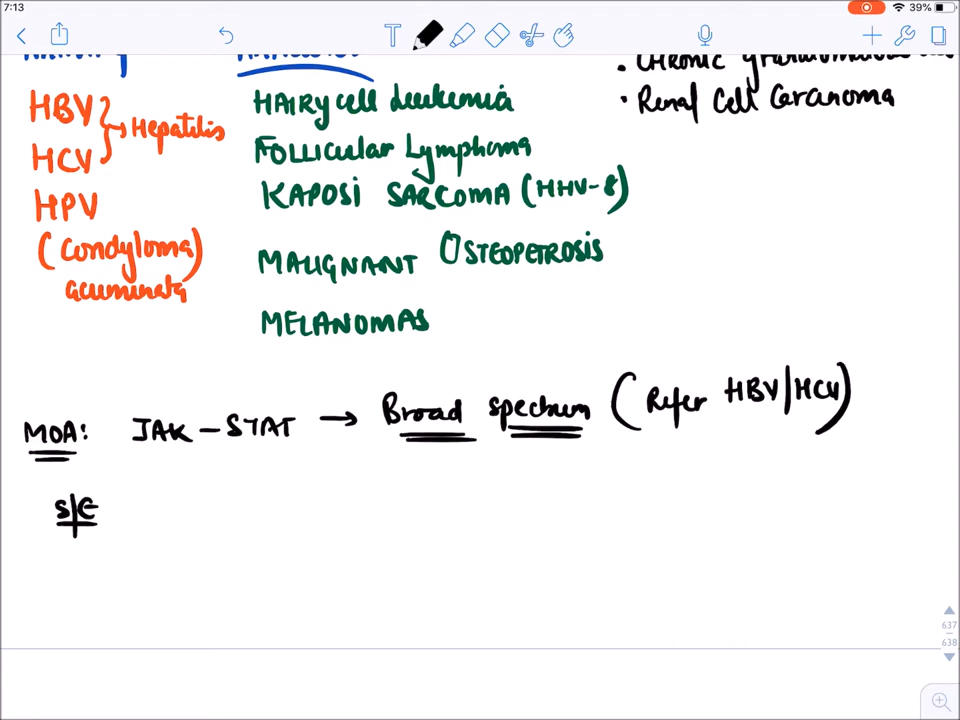 7:13
39%
T
· Chronic
HBV
HCV
Hepatitis
HPV
(Condyloma)
acuminata
HAIRy cell Leukemia
FOLLICular Lymphoma
KAPOSI SARCOMA (HHV-8)
MALIGNANT OSTEOPETROSIS
MELANOMAS
· Renal Cell Carcinoma
MOA: JAK – STAT → Broad spectrum (Refer HBV/HCV)
S/E
637
638